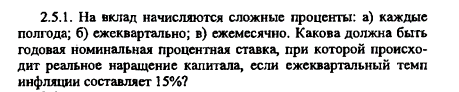 2.5.1. На вклад начисляются сложные проценты: а) каждые
полгода; б) ежеквартально; в) ежемесячно. Какова должна быть
годовая номинальная процентная ставка, при которой происхо-
дит реальное наращение капитала, если ежеквартальный темп
инфляции составляет 15%?